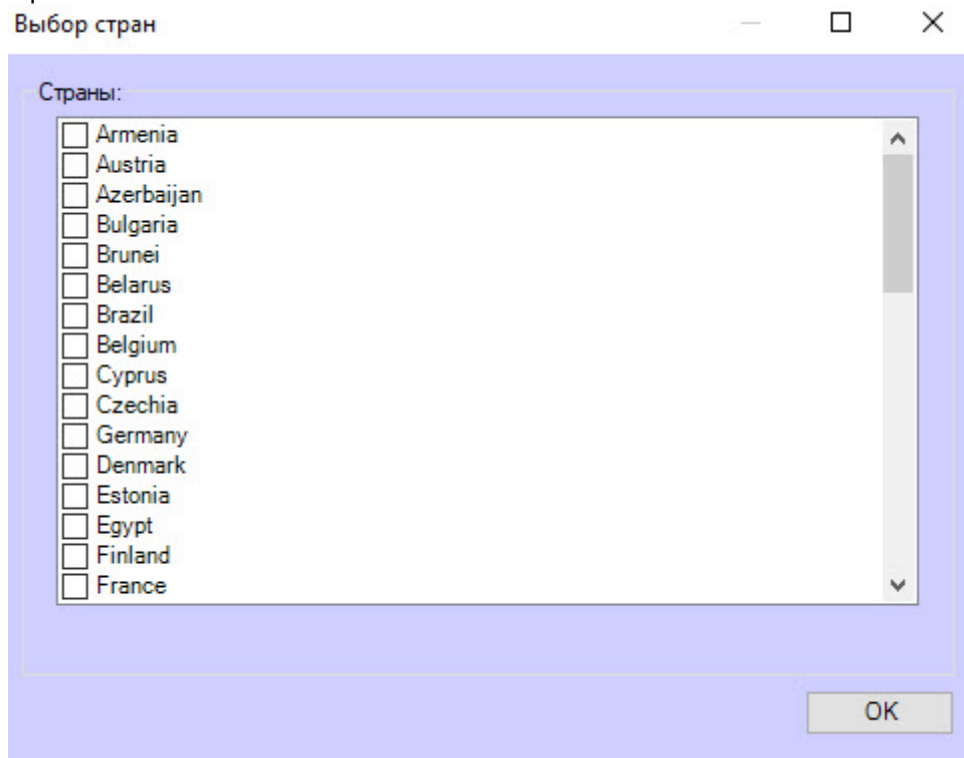 Выбор стран
Страны:
Armenia
Austria
Azerbaijan
Bulgaria
Brunei
Belarus
Brazil
Belgium
Cyprus
Czechia
Germany
Denmark
Estonia
Egypt
Finland
France
OK